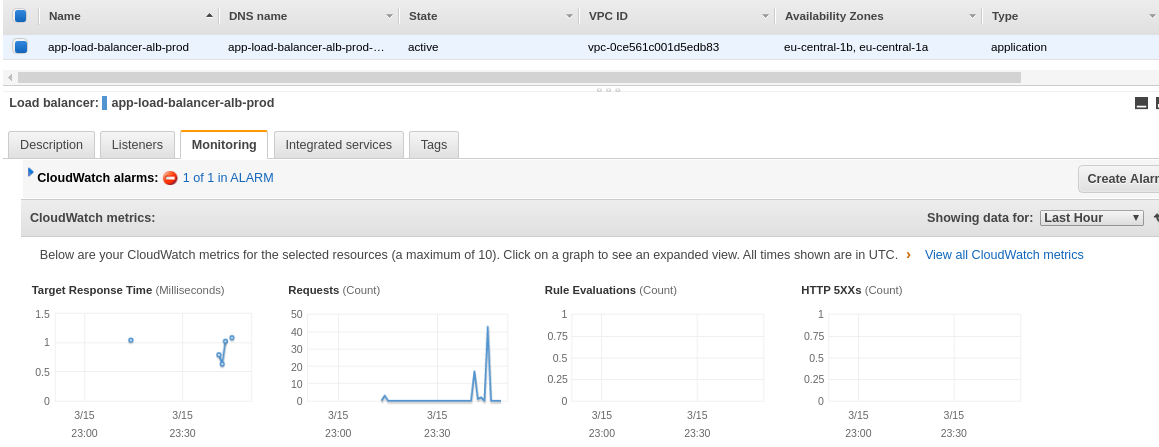 Name DNS name State VPC ID Availability Zones Type
app-load-balancer-alb-prod app-load-balancer-alb-prod-... active vpc-0ce561c001d5edb83 eu-central-1b, eu-central-1a application
Load balancer: app-load-balancer-alb-prod
Description Listeners Monitoring Integrated services Tags
CloudWatch alarms: 1 of 1 in ALARM Create Alarm
CloudWatch metrics: Showing data for: Last Hour
Below are your CloudWatch metrics for the selected resources (a maximum of 10). Click on a graph to see an expanded view. All times shown are in UTC. › View all CloudWatch metrics
Target Response Time (Milliseconds)
1.5
1
0.5
0
3/15 3/15
23:00 23:30
Requests (Count)
50
40
30
20
10
0
3/15 3/15
23:00 23:30
Rule Evaluations (Count)
1
0.75
0.5
0.25
0
3/15 3/15
23:00 23:30
HTTP 5XXs (Count)
1
0.75
0.5
0.25
0
3/15 3/15
23:00 23:30